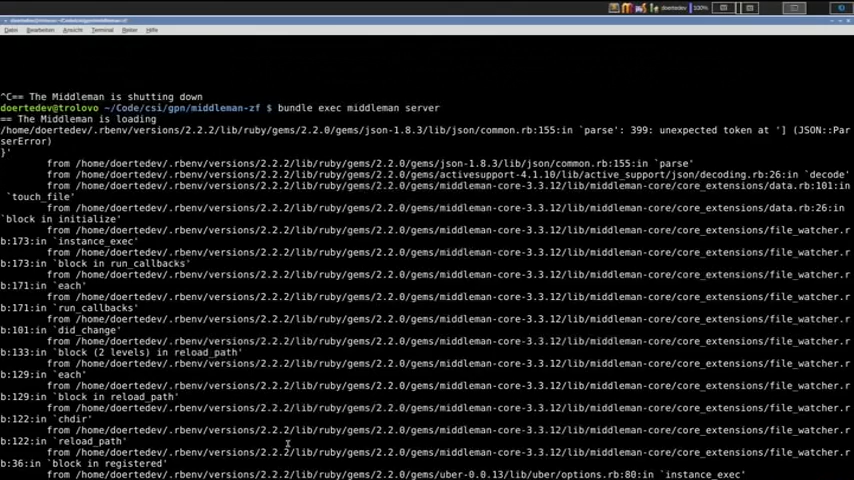 doertedev
100%
doertedev@trolovo: ~/Code/csi/gpn/middleman-zf
Datei Bearbeiten Ansicht Terminal Reiter Hilfe
^C== The Middleman is shutting down
doertedev@trolovo ~/Code/csi/gpn/middleman-zf $ bundle exec middleman server
== The Middleman is loading
/home/doertedev/.rbenv/versions/2.2.2/lib/ruby/gems/2.2.0/gems/json-1.8.3/lib/json/common.rb:155:in `parse': 399: unexpected token at '] (JSON::Par
serError)
}'
from /home/doertedev/.rbenv/versions/2.2.2/lib/ruby/gems/2.2.0/gems/json-1.8.3/lib/json/common.rb:155:in `parse'
from /home/doertedev/.rbenv/versions/2.2.2/lib/ruby/gems/2.2.0/gems/activesupport-4.1.10/lib/active_support/json/decoding.rb:26:in `decode'
from /home/doertedev/.rbenv/versions/2.2.2/lib/ruby/gems/2.2.0/gems/middleman-core-3.3.12/lib/middleman-core/core_extensions/data.rb:101:in
`touch_file'
from /home/doertedev/.rbenv/versions/2.2.2/lib/ruby/gems/2.2.0/gems/middleman-core-3.3.12/lib/middleman-core/core_extensions/data.rb:26:in
`block in initialize'
from /home/doertedev/.rbenv/versions/2.2.2/lib/ruby/gems/2.2.0/gems/middleman-core-3.3.12/lib/middleman-core/core_extensions/file_watcher.r
b:173:in `instance_exec'
from /home/doertedev/.rbenv/versions/2.2.2/lib/ruby/gems/2.2.0/gems/middleman-core-3.3.12/lib/middleman-core/core_extensions/file_watcher.r
b:173:in `block in run_callbacks'
from /home/doertedev/.rbenv/versions/2.2.2/lib/ruby/gems/2.2.0/gems/middleman-core-3.3.12/lib/middleman-core/core_extensions/file_watcher.r
b:171:in `each'
from /home/doertedev/.rbenv/versions/2.2.2/lib/ruby/gems/2.2.0/gems/middleman-core-3.3.12/lib/middleman-core/core_extensions/file_watcher.r
b:171:in `run_callbacks'
from /home/doertedev/.rbenv/versions/2.2.2/lib/ruby/gems/2.2.0/gems/middleman-core-3.3.12/lib/middleman-core/core_extensions/file_watcher.r
b:101:in `did_change'
from /home/doertedev/.rbenv/versions/2.2.2/lib/ruby/gems/2.2.0/gems/middleman-core-3.3.12/lib/middleman-core/core_extensions/file_watcher.r
b:133:in `block (2 levels) in reload_path'
from /home/doertedev/.rbenv/versions/2.2.2/lib/ruby/gems/2.2.0/gems/middleman-core-3.3.12/lib/middleman-core/core_extensions/file_watcher.r
b:129:in `each'
from /home/doertedev/.rbenv/versions/2.2.2/lib/ruby/gems/2.2.0/gems/middleman-core-3.3.12/lib/middleman-core/core_extensions/file_watcher.r
b:129:in `block in reload_path'
from /home/doertedev/.rbenv/versions/2.2.2/lib/ruby/gems/2.2.0/gems/middleman-core-3.3.12/lib/middleman-core/core_extensions/file_watcher.r
b:122:in `chdir'
from /home/doertedev/.rbenv/versions/2.2.2/lib/ruby/gems/2.2.0/gems/middleman-core-3.3.12/lib/middleman-core/core_extensions/file_watcher.r
b:122:in `reload_path'
from /home/doertedev/.rbenv/versions/2.2.2/lib/ruby/gems/2.2.0/gems/middleman-core-3.3.12/lib/middleman-core/core_extensions/file_watcher.r
b:36:in `block in registered'
from /home/doertedev/.rbenv/versions/2.2.2/lib/ruby/gems/2.2.0/gems/uber-0.0.13/lib/uber/options.rb:80:in `instance_exec'